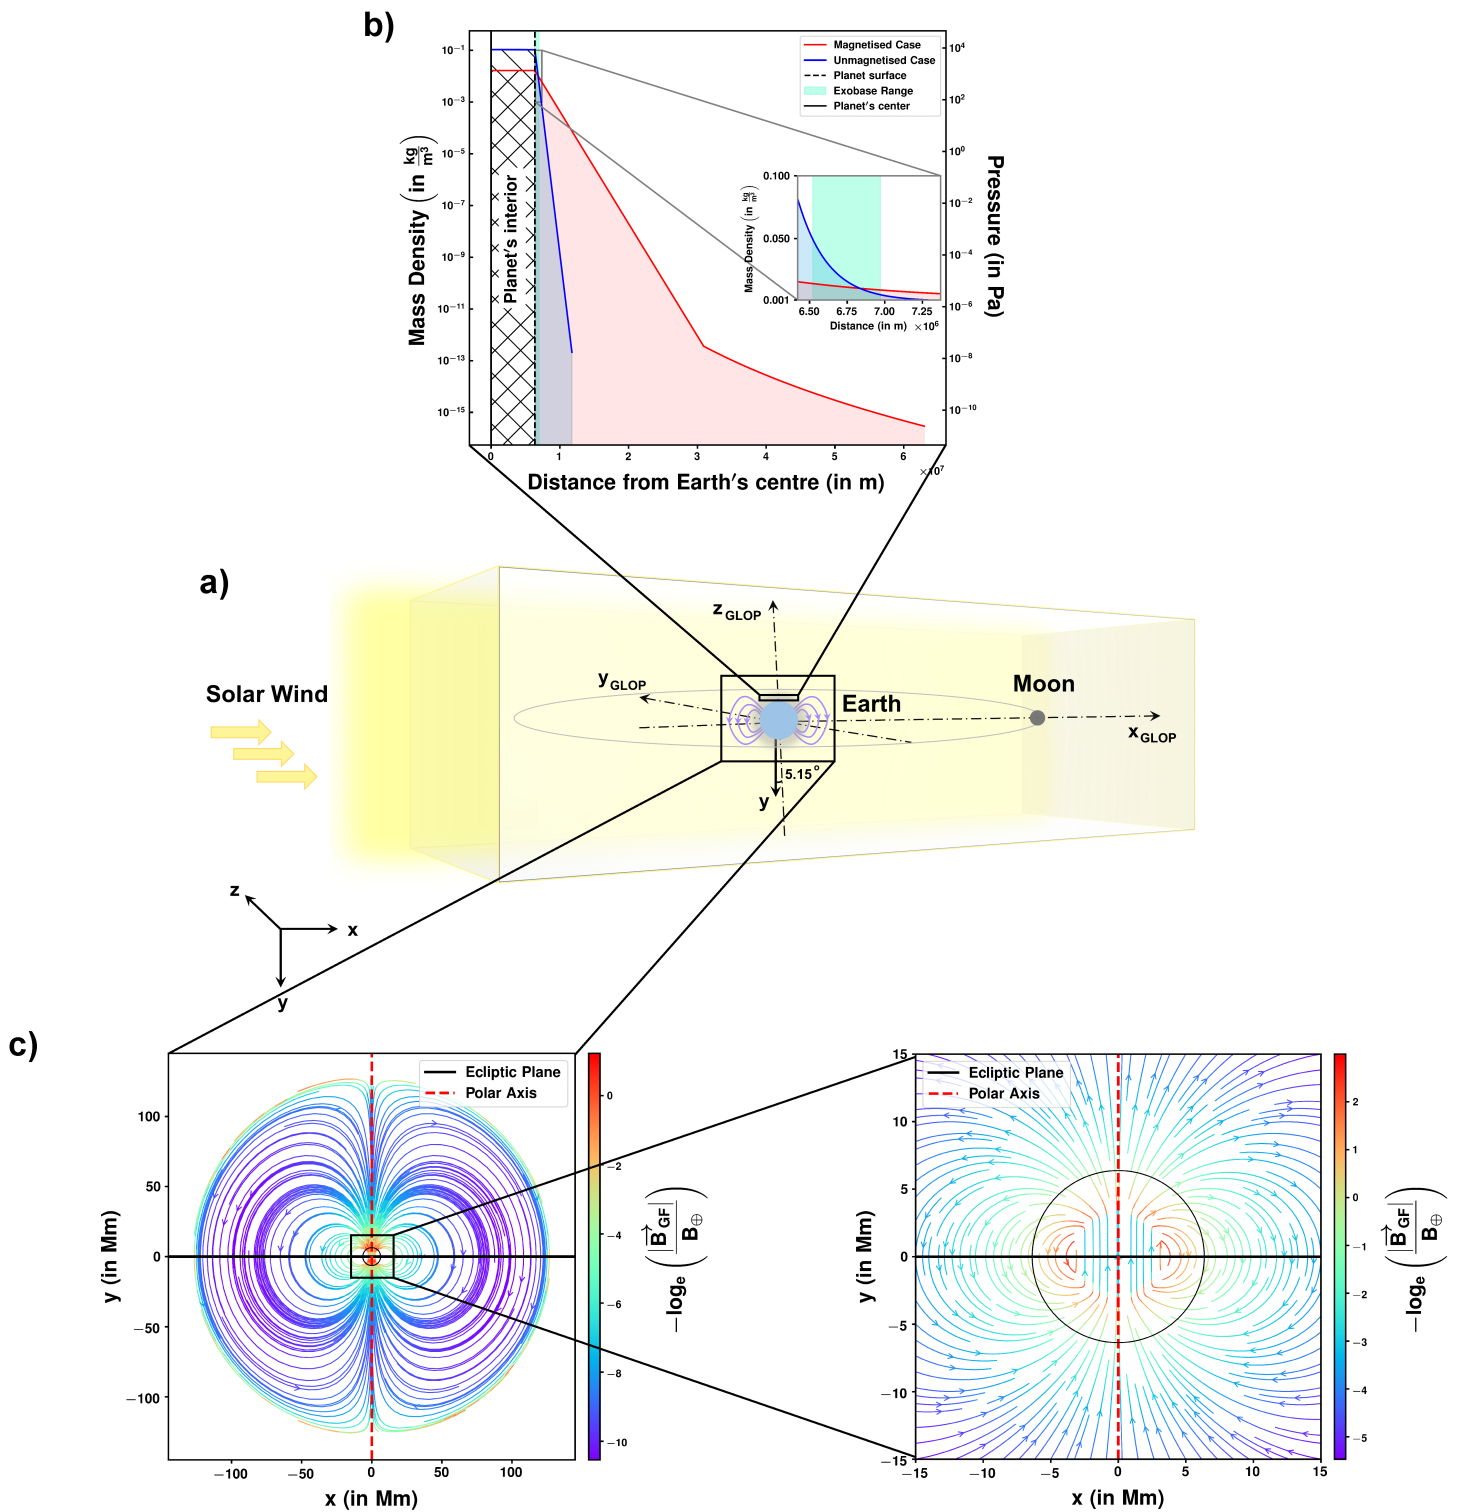 b)
10⁻¹
10⁻³
10⁻⁵
10⁻⁷
10⁻⁹
10⁻¹¹
10⁻¹³
10⁻¹⁵
Mass Density (in kg/m³)
Planet's interior
Magnetised Case
Unmagnetised Case
Planet surface
Exobase Range
Planet's center
10⁴
10²
10⁰
10⁻²
10⁻⁴
10⁻⁶
10⁻⁸
10⁻¹⁰
Pressure (in Pa)
0.100
0.050
0.001
Mass Density (in kg/m³)
6.50 6.75 7.00 7.25
Distance (in m) ×10⁶
0 1 2 3 4 5 6
×10⁷
Distance from Earth's centre (in m)
a)
Solar Wind
z GLOP
y GLOP
Earth
Moon
x GLOP
5.15°
y
z
x
y
c)
Ecliptic Plane
Polar Axis
100
50
0
−50
−100
y (in Mm)
−100 −50 0 50 100
x (in Mm)
0
−2
−4
−6
−8
−10
−logₑ(|B⃗GF|/B⊕)
Ecliptic Plane
Polar Axis
15
10
5
0
−5
−10
−15
y (in Mm)
−15 −10 −5 0 5 10 15
x (in Mm)
2
1
0
−1
−2
−3
−4
−5
−logₑ(|B⃗GF|/B⊕)